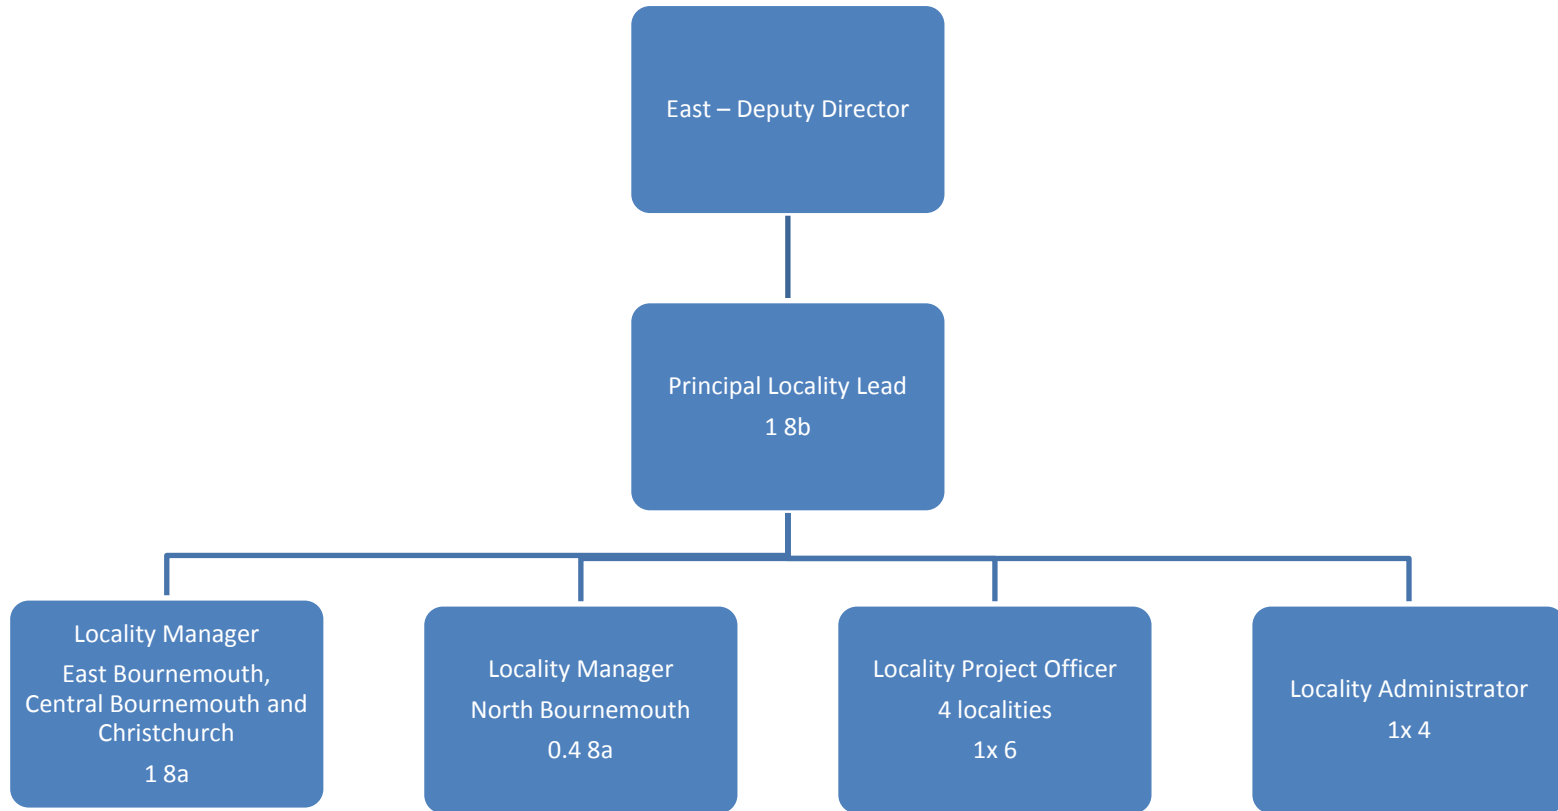 East – Deputy Director
Principal Locality Lead
1 8b
Locality Manager
East Bournemouth,
Central Bournemouth and
Christchurch
1 8a
Locality Manager
North Bournemouth
0.4 8a
Locality Project Officer
4 localities
1x 6
Locality Administrator
1x 4